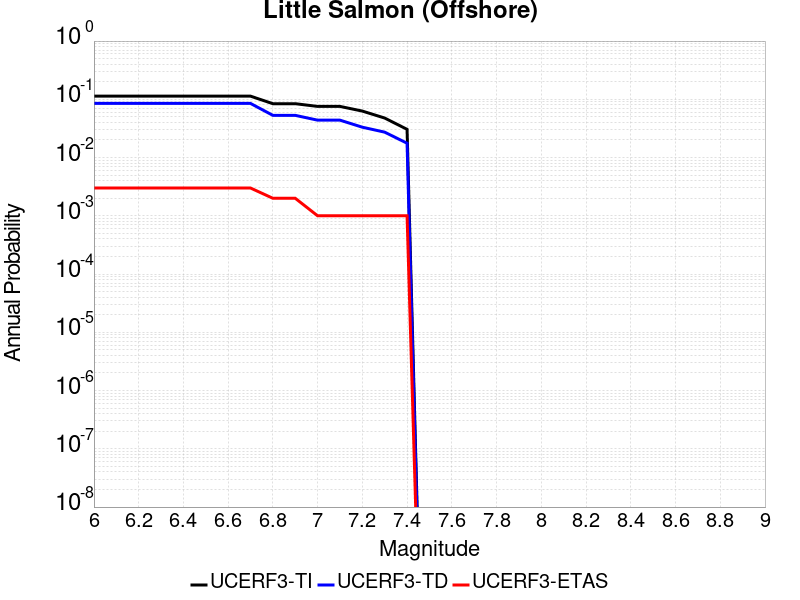 Little Salmon (Offshore)
10^0
10^-1
10^-2
10^-3
10^-4
10^-5
10^-6
10^-7
10^-8
Annual Probability
6 6.2 6.4 6.6 6.8 7 7.2 7.4 7.6 7.8 8 8.2 8.4 8.6 8.8 9
Magnitude
UCERF3-TI UCERF3-TD UCERF3-ETAS